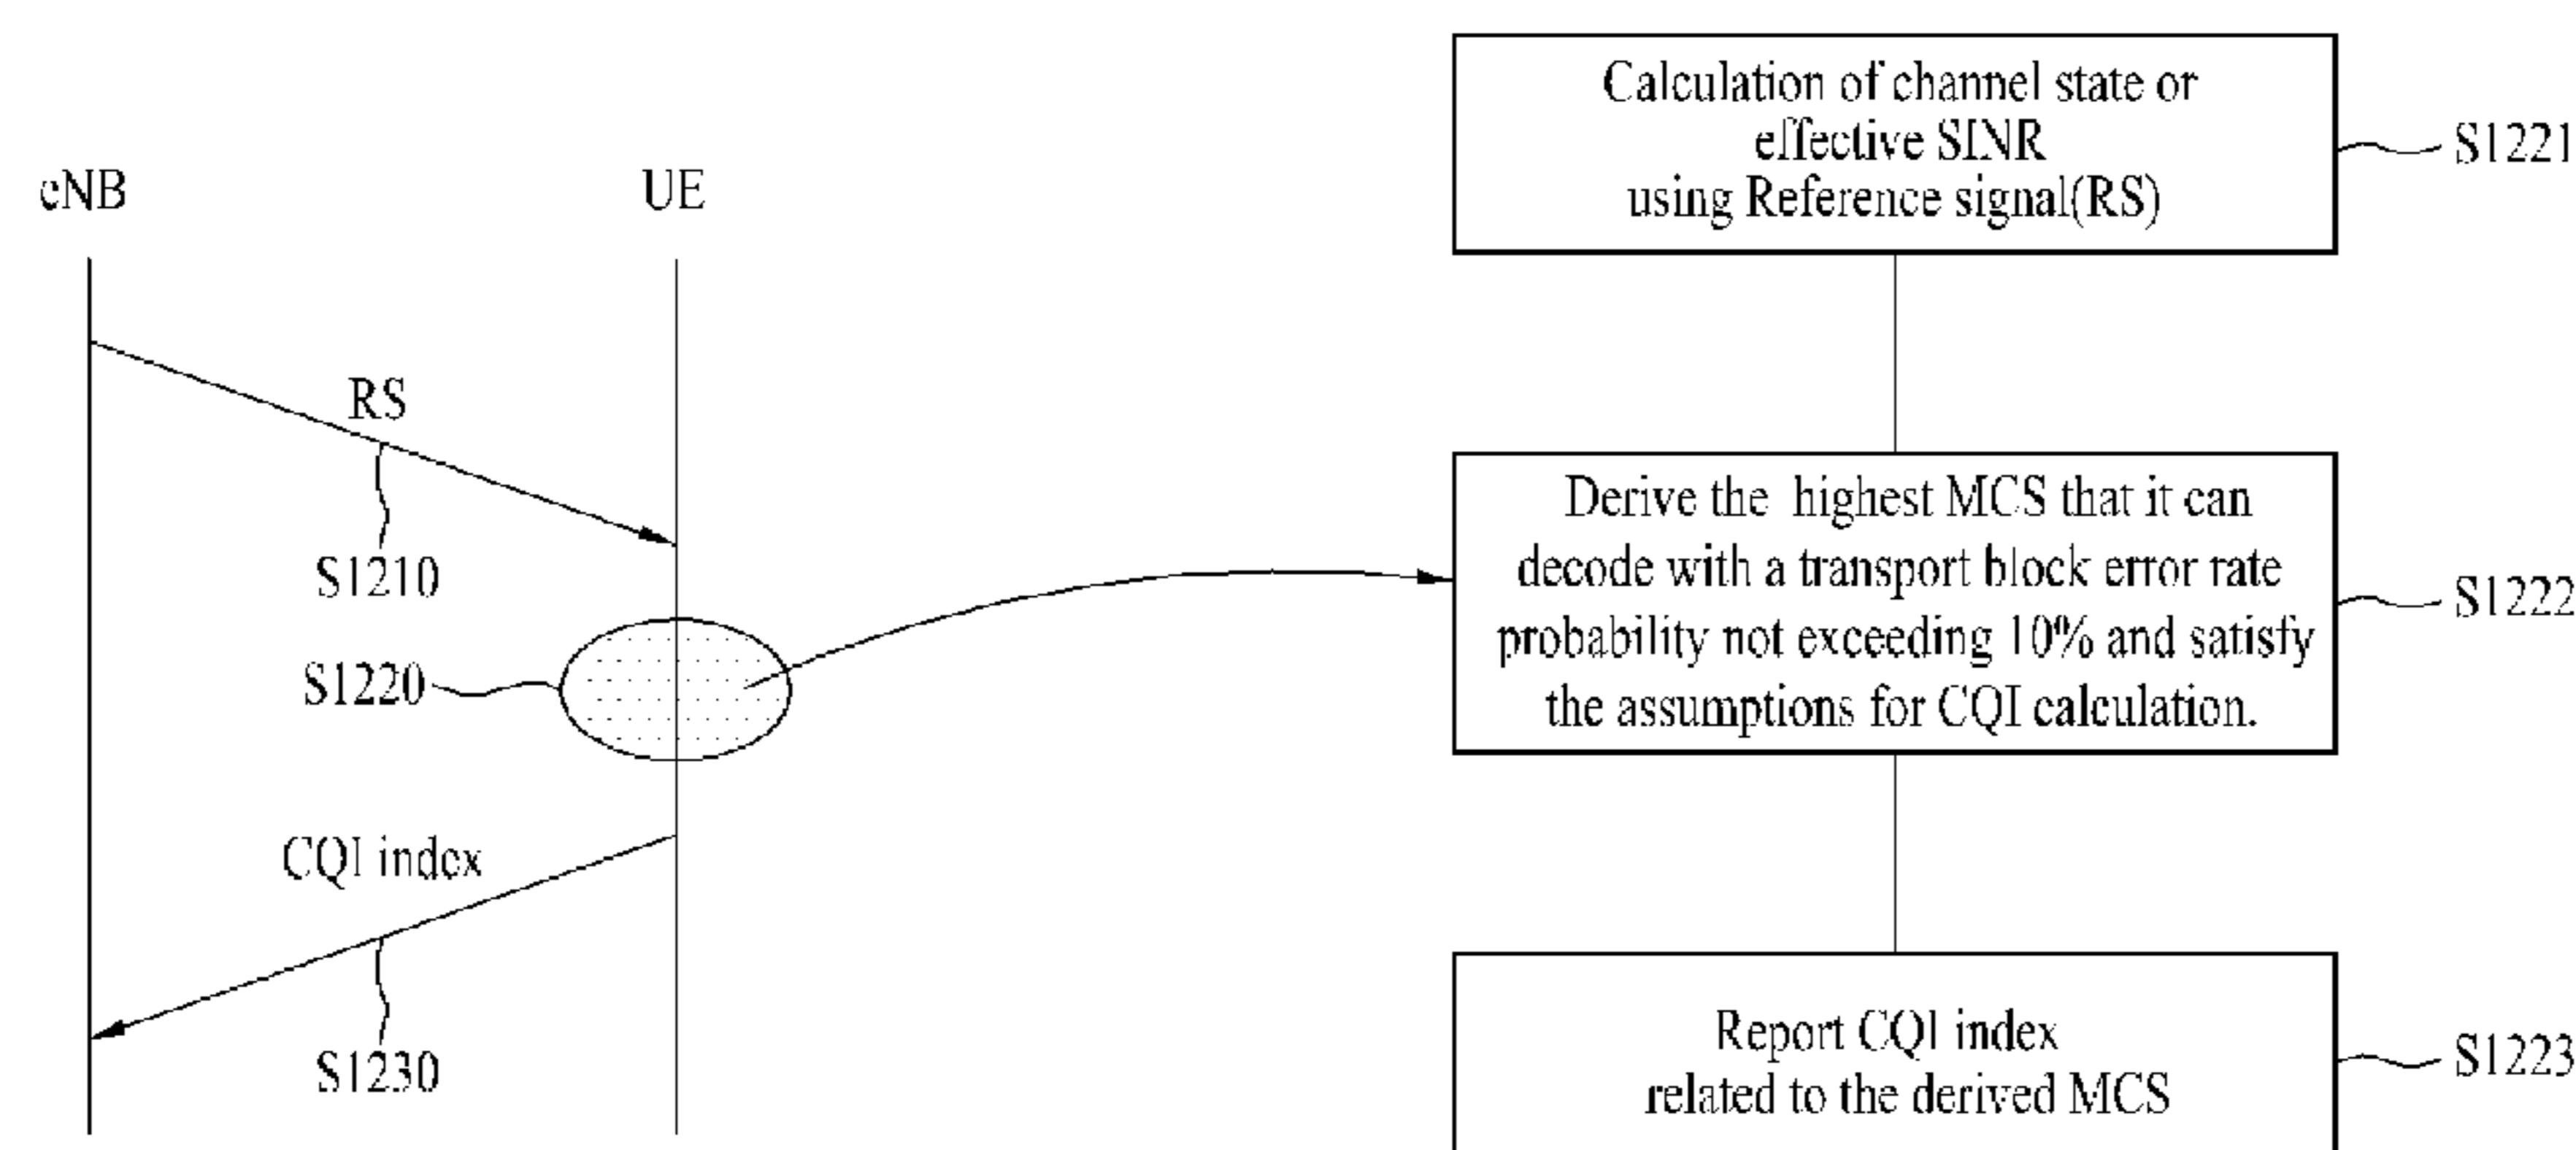 eNB
UE
RS
S1210
S1220
CQI index
S1230
Calculation of channel state or
effective SINR
using Reference signal(RS)
S1221
Derive the highest MCS that it can
decode with a transport block error rate
probability not exceeding 10% and satisfy
the assumptions for CQI calculation.
S1222
Report CQI index
related to the derived MCS
S1223